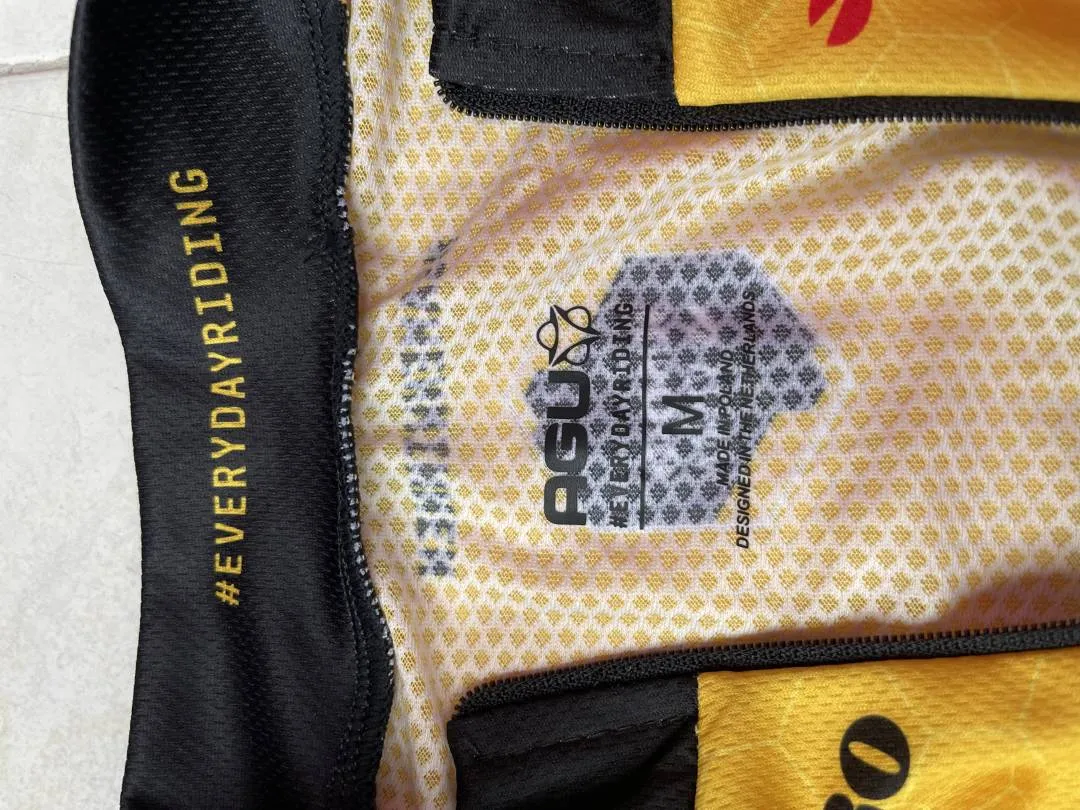 #EVERYDAYRIDING
AGU
#EVERYDAYRIDING
M
MADE IN POLAND
DESIGNED IN THE NETHERLANDS